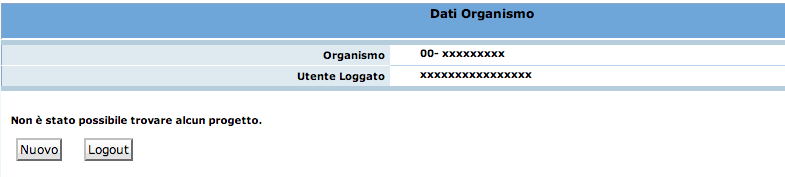 Dati Organismo
Organismo 00- xxxxxxxxx
Utente Loggato xxxxxxxxxxxxxxxx
Non è stato possibile trovare alcun progetto.
Nuovo Logout